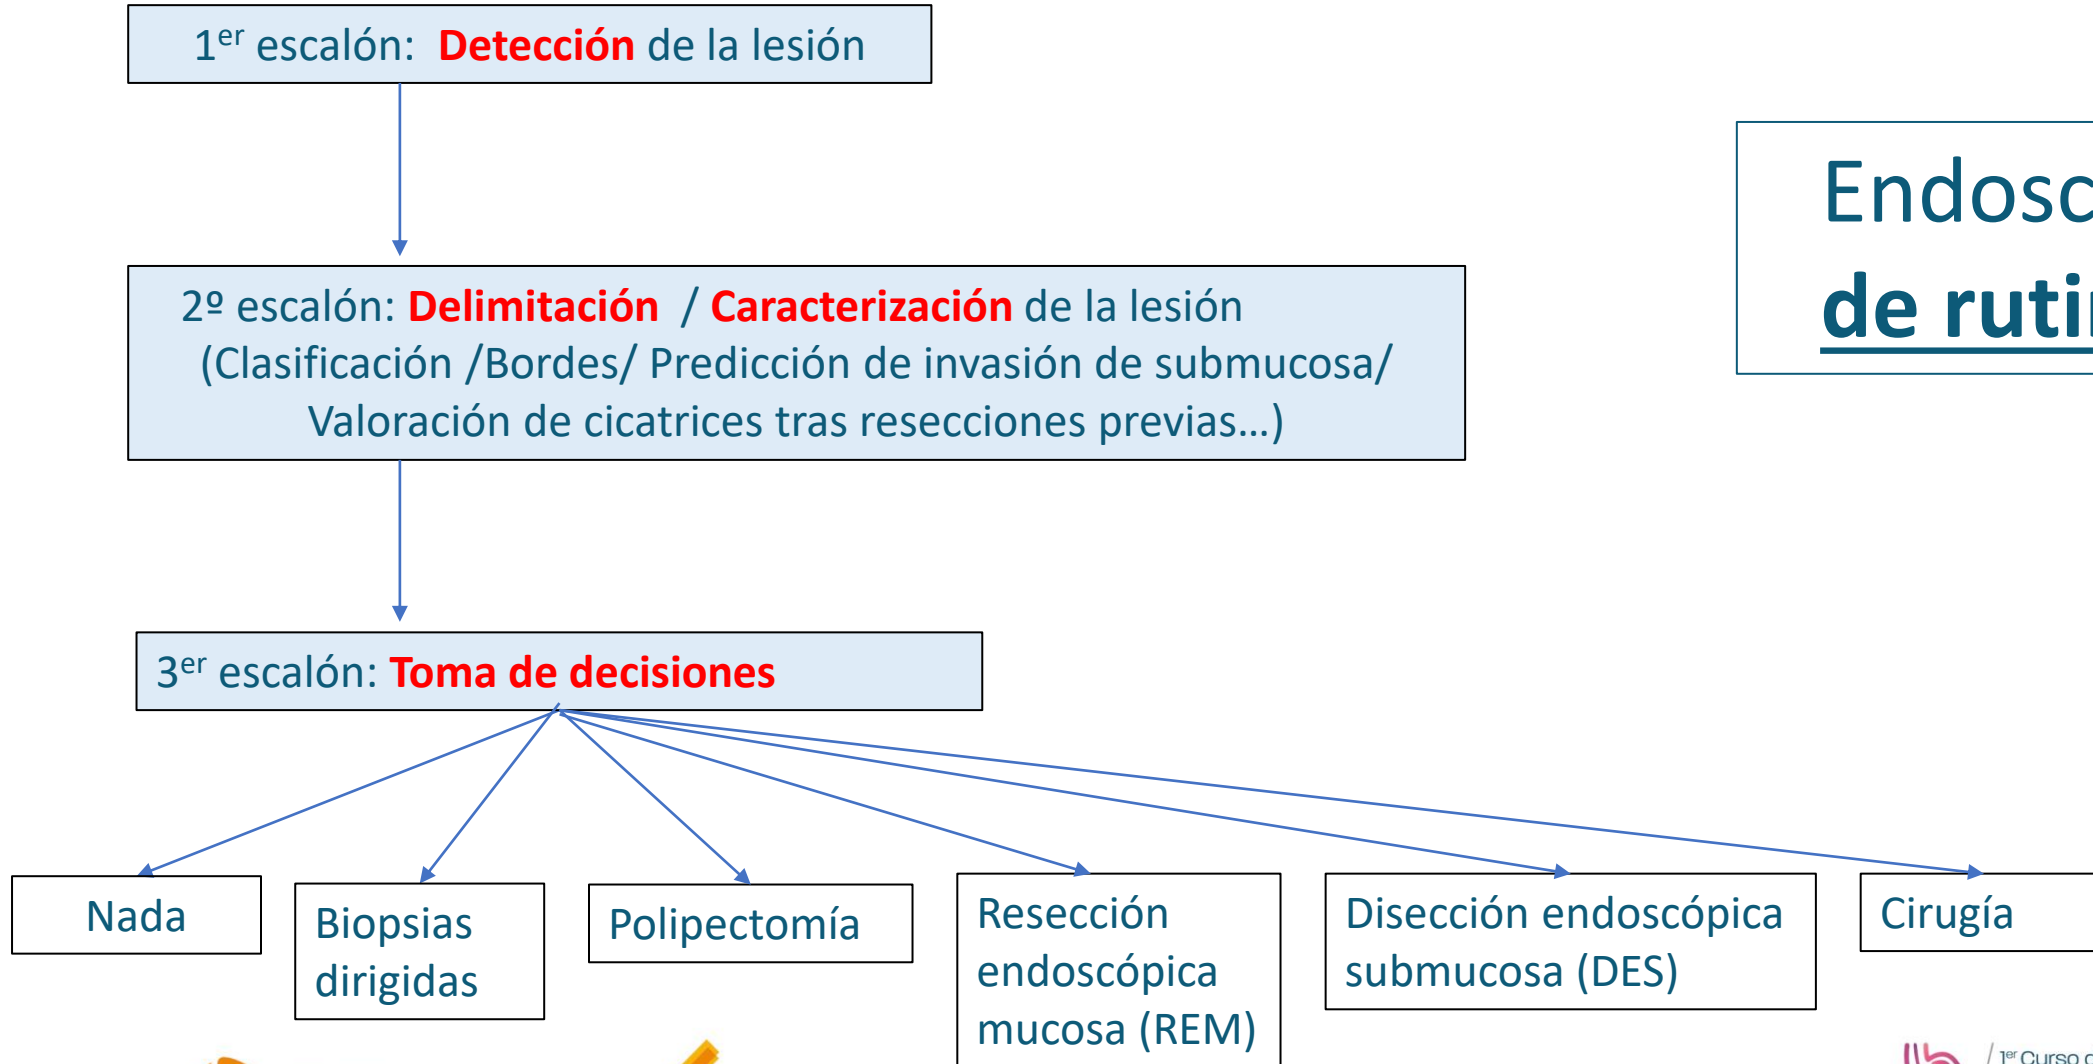 1er escalón: Detección de la lesión
Endosc
de ruti
2º escalón: Delimitación / Caracterización de la lesión
(Clasificación /Bordes/ Predicción de invasión de submucosa/
Valoración de cicatrices tras resecciones previas...)
3er escalón: Toma de decisiones
Nada
Biopsias
dirigidas
Polipectomía
Resección
endoscópica
mucosa (REM)
Disección endoscópica
submucosa (DES)
Cirugía
1er Curso